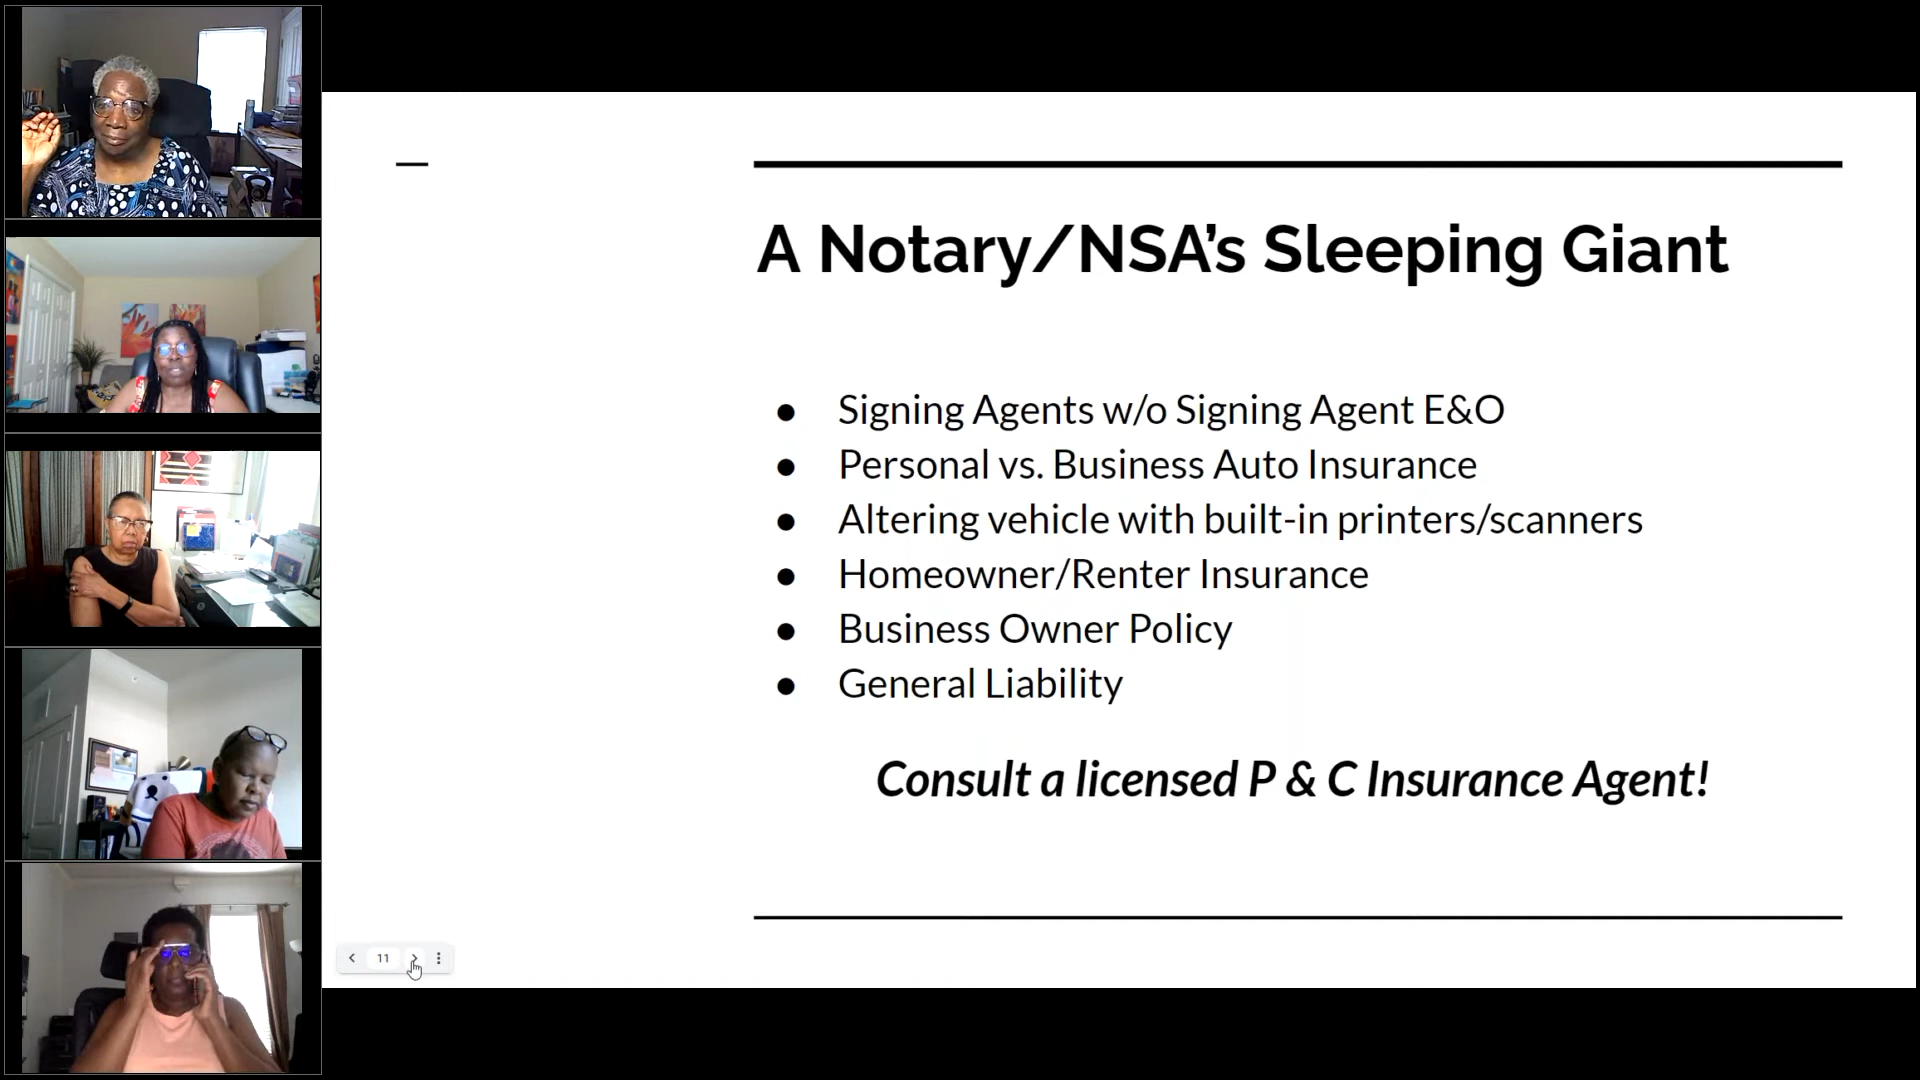 A Notary/NSA’s Sleeping Giant
● Signing Agents w/o Signing Agent E&O
● Personal vs. Business Auto Insurance
● Altering vehicle with built-in printers/scanners
● Homeowner/Renter Insurance
● Business Owner Policy
● General Liability
Consult a licensed P & C Insurance Agent!
11